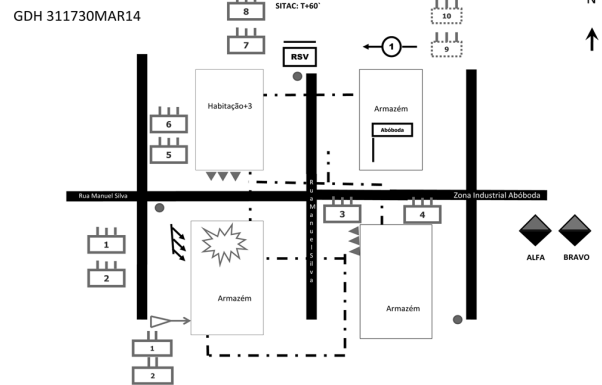 N
8
SITAC: T+60`
10
GDH 311730MAR14
7
RSV
1
9
Habitação+3
Armazém
6
Abóboda
5
Rua Manuel Silva
Rua Manuel Silva
Zona Industrial Abóboda
3
4
1
2
ALFA
BRAVO
Armazém
Armazém
1
2